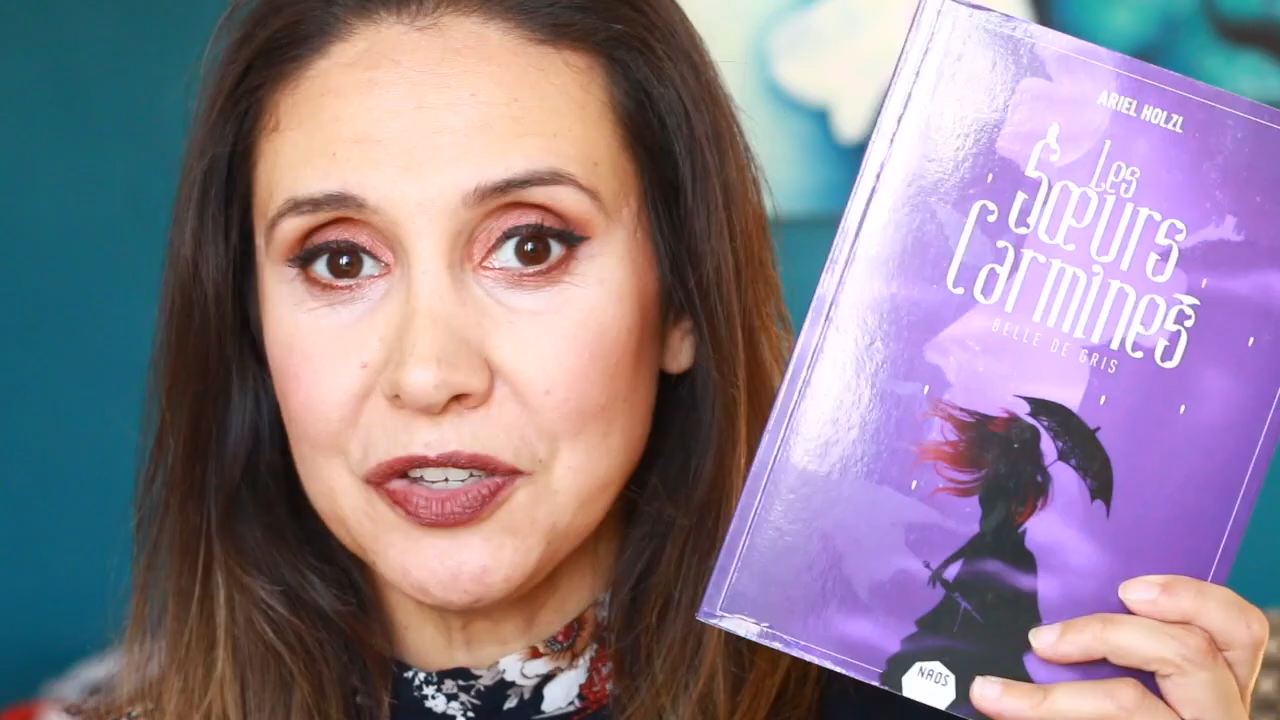 ARIEL HOLZL
Les
Sœurs
Carmines
BELLE DE GRIS
NAOS